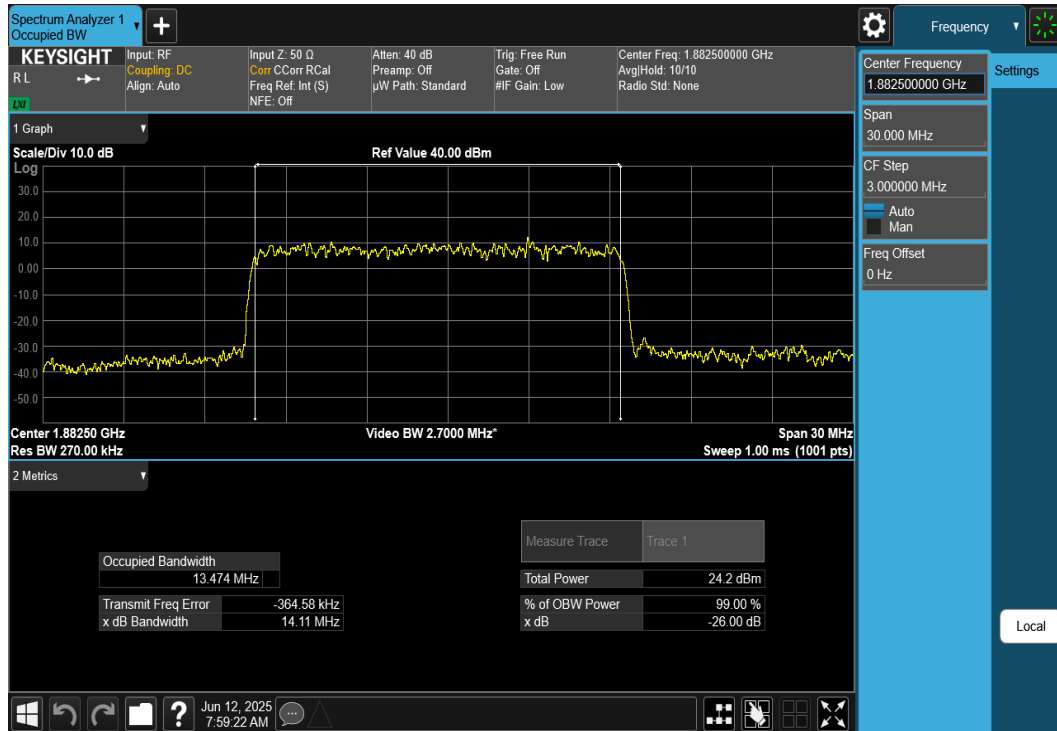 Spectrum Analyzer 1
Occupied BW
Frequency
KEYSIGHT
R L
LXI
Input: RF
Coupling: DC
Align: Auto
Input Z: 50 Ω
Corr CCorr RCal
Freq Ref: Int (S)
NFE: Off
Atten: 40 dB
Preamp: Off
µW Path: Standard
Trig: Free Run
Gate: Off
#IF Gain: Low
Center Freq: 1.882500000 GHz
Avg|Hold: 10/10
Radio Std: None
Center Frequency
1.882500000 GHz
Settings
Span
30.000 MHz
CF Step
3.000000 MHz
Auto
Man
Freq Offset
0 Hz
1 Graph
Scale/Div 10.0 dB
Ref Value 40.00 dBm
Log
30.0
20.0
10.0
0.00
-10.0
-20.0
-30.0
-40.0
-50.0
Center 1.88250 GHz
Video BW 2.7000 MHz*
Span 30 MHz
Res BW 270.00 kHz
Sweep 1.00 ms (1001 pts)
2 Metrics
Measure Trace
Trace 1
Occupied Bandwidth
13.474 MHz
Total Power
24.2 dBm
Transmit Freq Error
-364.58 kHz
% of OBW Power
99.00 %
x dB Bandwidth
14.11 MHz
x dB
-26.00 dB
Local
Jun 12, 2025
7:59:22 AM